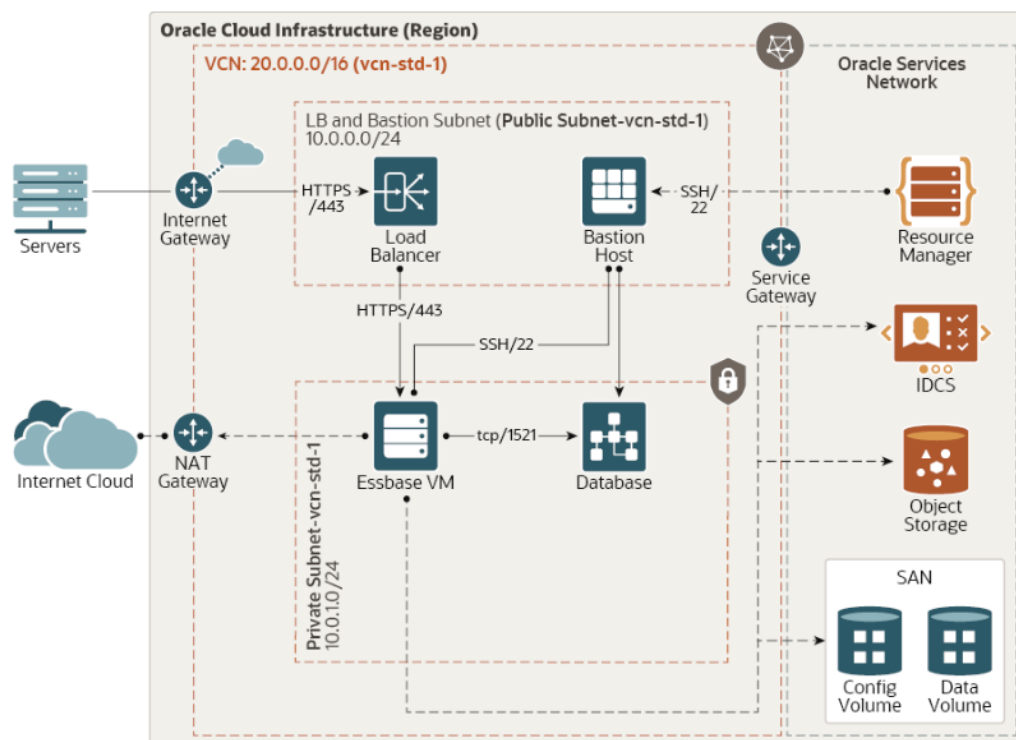 Oracle Cloud Infrastructure (Region)
VCN: 20.0.0.0/16 (vcn-std-1)
Oracle Services
Network
LB and Bastion Subnet (Public Subnet-vcn-std-1)
10.0.0.0/24
HTTPS
/443
SSH/
22
Servers
Internet
Gateway
Load
Balancer
Bastion
Host
Resource
Manager
Service
Gateway
HTTPS/443
SSH/22
IDCS
tcp/1521
Internet Cloud
NAT
Gateway
Essbase VM
Database
Object
Storage
Private Subnet-vcn-std-1
10.0.1.0/24
SAN
Config
Volume
Data
Volume